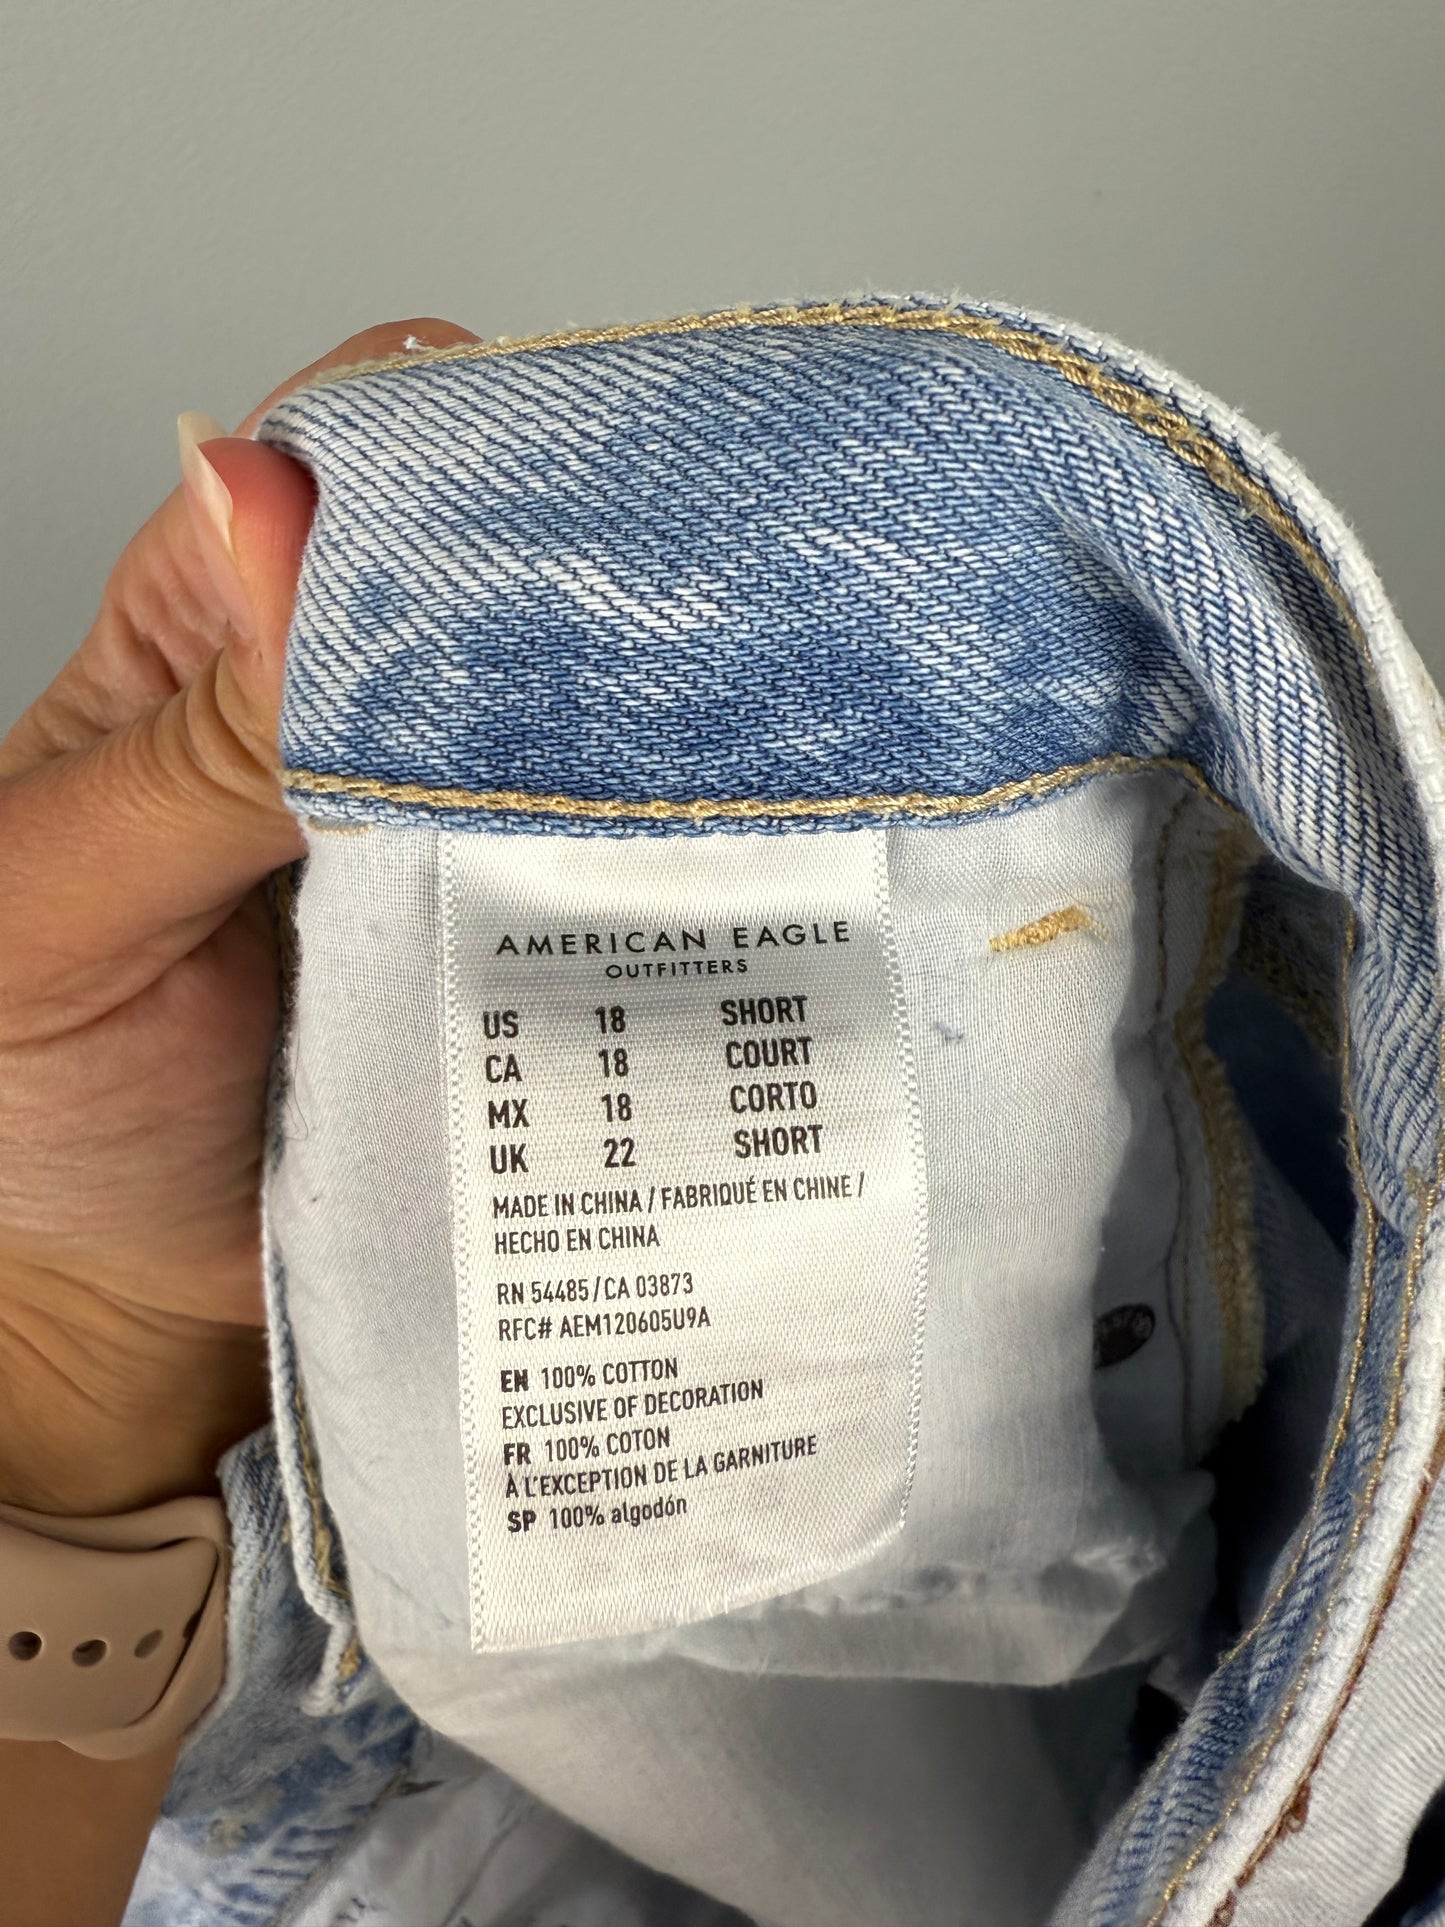 AMERICAN EAGLE
OUTFITTERS
US 18 SHORT
CA 18 COURT
MX 18 CORTO
UK 22 SHORT
MADE IN CHINA / FABRIQUÉ EN CHINE /
HECHO EN CHINA
RN 54485/CA 03873
RFC# AEM120605U9A
EN 100% COTTON
EXCLUSIVE OF DECORATION
FR 100% COTON
À L'EXCEPTION DE LA GARNITURE
SP 100% algodón